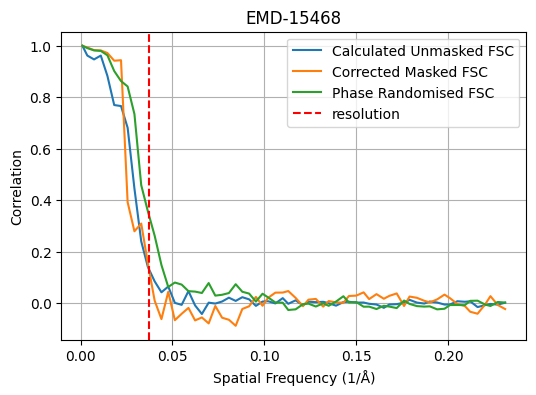 EMD-15468
Calculated Unmasked FSC
Corrected Masked FSC
Phase Randomised FSC
resolution
Correlation
1.0
0.8
0.6
0.4
0.2
0.0
0.00 0.05 0.10 0.15 0.20
Spatial Frequency (1/Å)